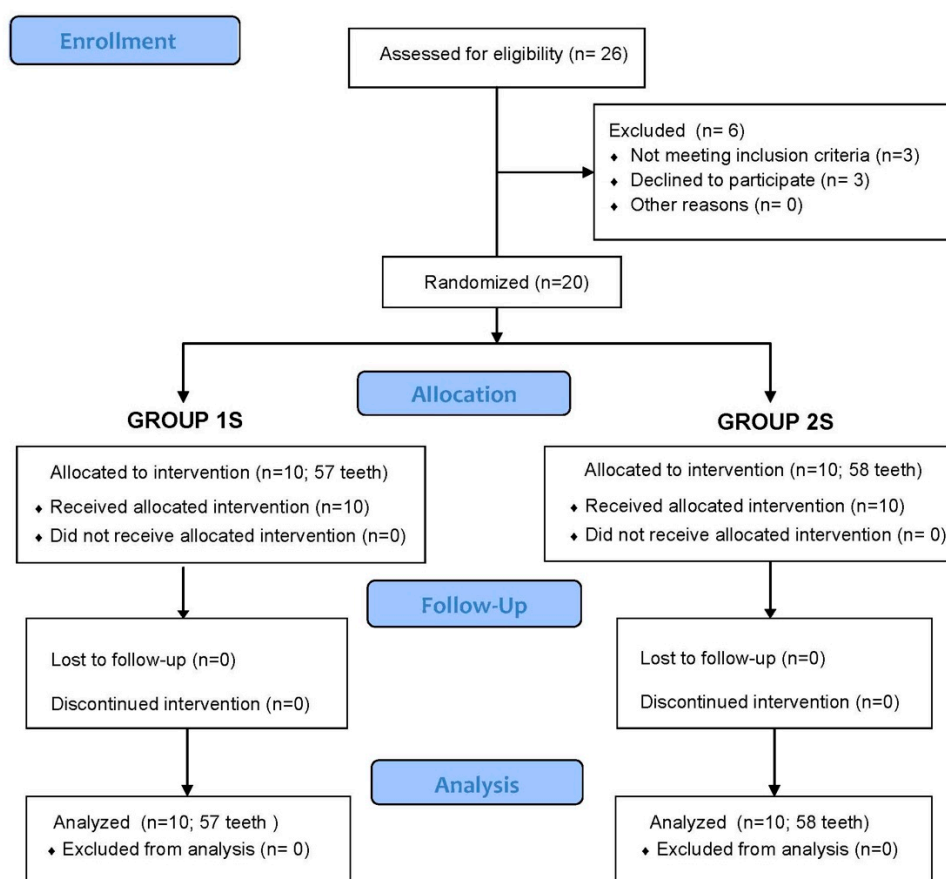 Enrollment
Assessed for eligibility (n= 26)
Excluded (n= 6)
♦ Not meeting inclusion criteria (n=3)
♦ Declined to participate (n= 3)
♦ Other reasons (n= 0)
Randomized (n=20)
Allocation
GROUP 1S
Allocated to intervention (n=10; 57 teeth)
♦ Received allocated intervention (n=10)
♦ Did not receive allocated intervention (n=0)
GROUP 2S
Allocated to intervention (n=10; 58 teeth)
♦ Received allocated intervention (n=10)
♦ Did not receive allocated intervention (n= 0)
Follow-Up
Lost to follow-up (n=0)
Discontinued intervention (n=0)
Lost to follow-up (n=0)
Discontinued intervention (n=0)
Analysis
Analyzed (n=10; 57 teeth )
♦ Excluded from analysis (n= 0)
Analyzed (n=10; 58 teeth)
♦ Excluded from analysis (n=0)